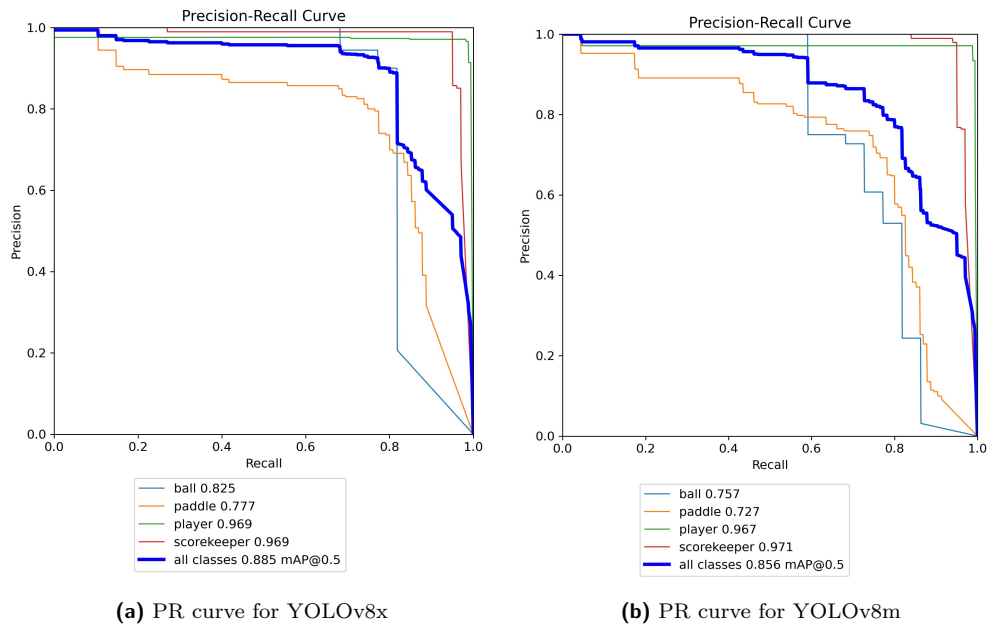 Precision-Recall Curve
1.0
0.8
0.6
0.4
0.2
0.0
Precision
0.0 0.2 0.4 0.6 0.8 1.0
Recall
ball 0.825
paddle 0.777
player 0.969
scorekeeper 0.969
all classes 0.885 mAP@0.5
(a) PR curve for YOLOv8x
Precision-Recall Curve
1.0
0.8
0.6
0.4
0.2
0.0
Precision
0.0 0.2 0.4 0.6 0.8 1.0
Recall
ball 0.757
paddle 0.727
player 0.967
scorekeeper 0.971
all classes 0.856 mAP@0.5
(b) PR curve for YOLOv8m